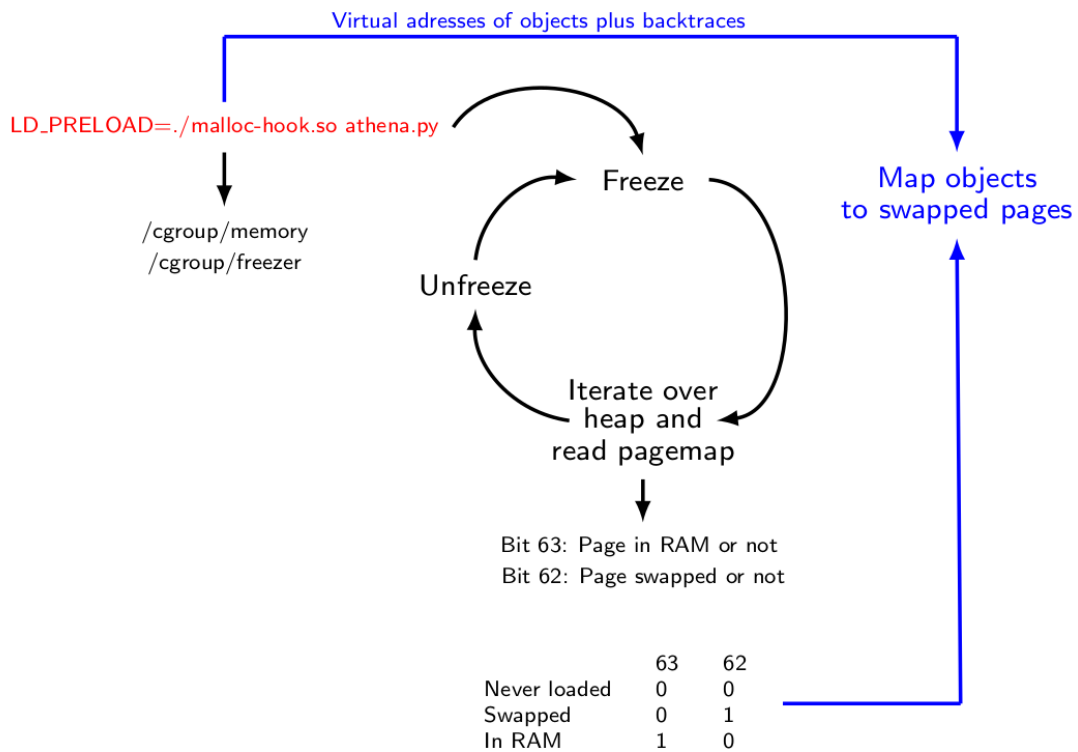 Virtual adresses of objects plus backtraces
LD_PRELOAD=./malloc-hook.so athena.py
Freeze
Map objects
to swapped pages
/cgroup/memory
/cgroup/freezer
Unfreeze
Iterate over
heap and
read pagemap
Bit 63: Page in RAM or not
Bit 62: Page swapped or not
63 62
Never loaded 0 0
Swapped 0 1
In RAM 1 0